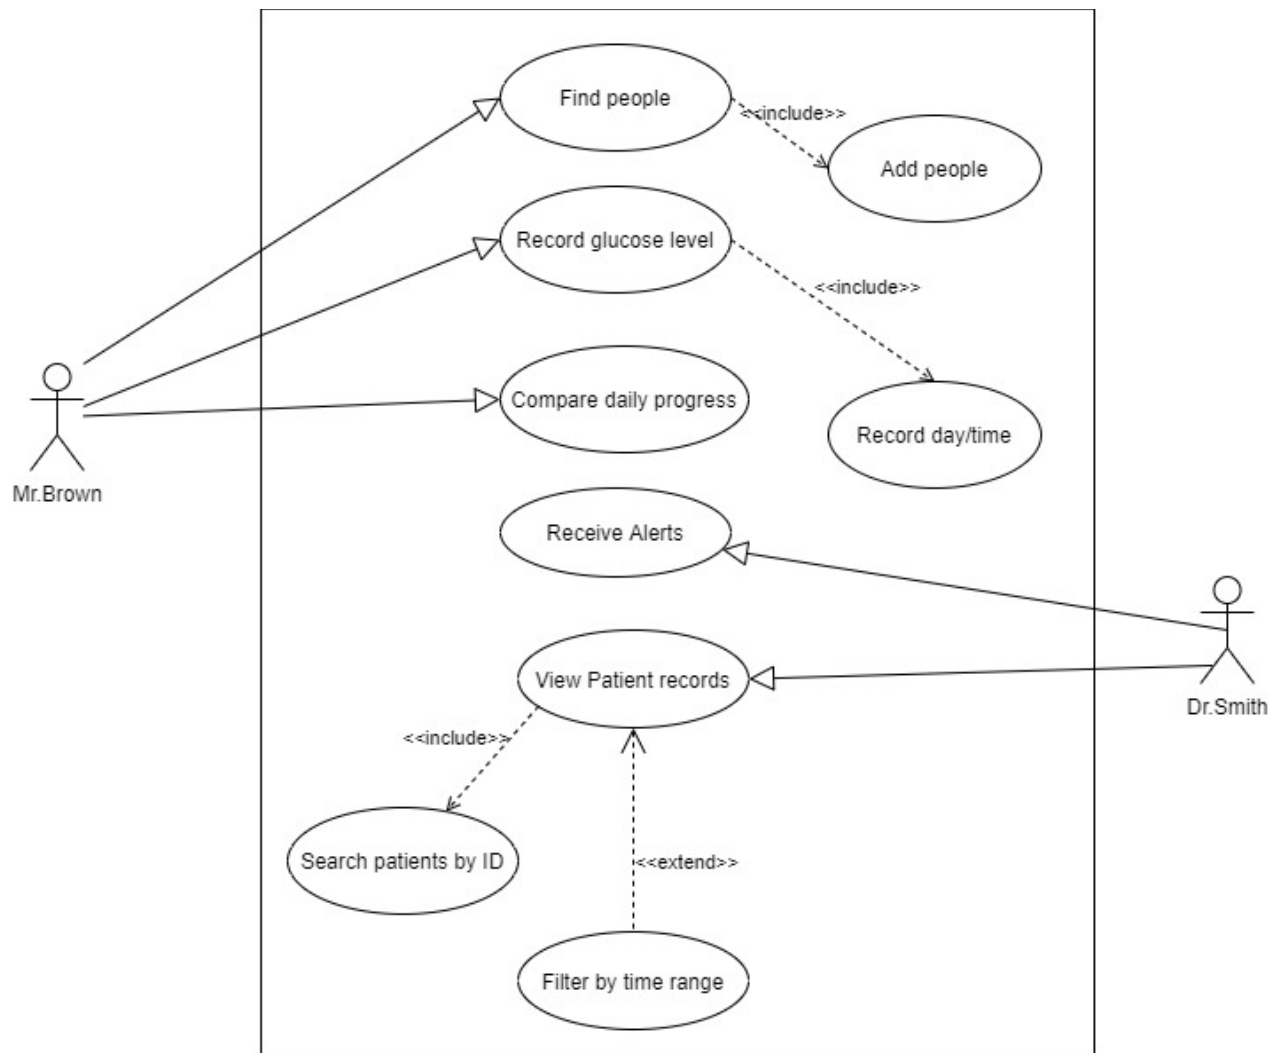 Find people
<<include>>
Add people
Record glucose level
<<include>>
Compare daily progress
Record day/time
Mr.Brown
Receive Alerts
View Patient records
Dr.Smith
<<include>>
Search patients by ID
<<extend>>
Filter by time range